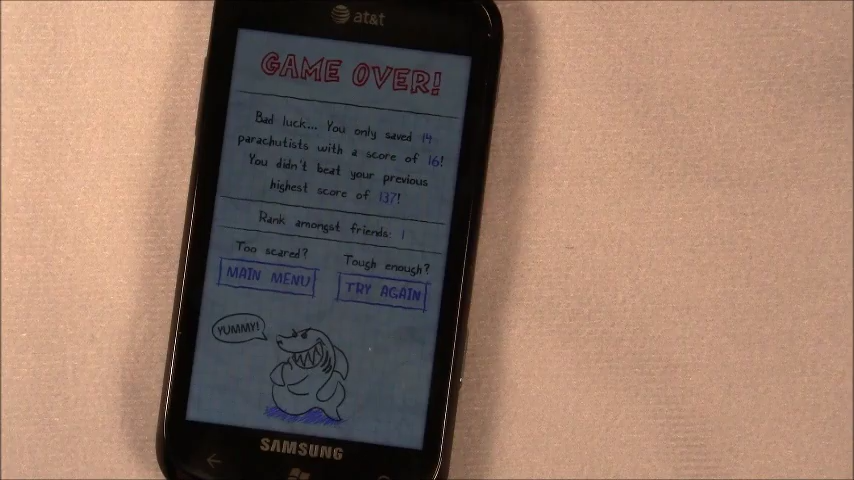 at&t
GAME OVER!
Bad luck... You only saved 14
parachutists with a score of 16!
You didn't beat your previous
highest score of 137!
Rank amongst friends: 1
Too scared?
MAIN MENU
Tough enough?
TRY AGAIN
YUMMY!
SAMSUNG